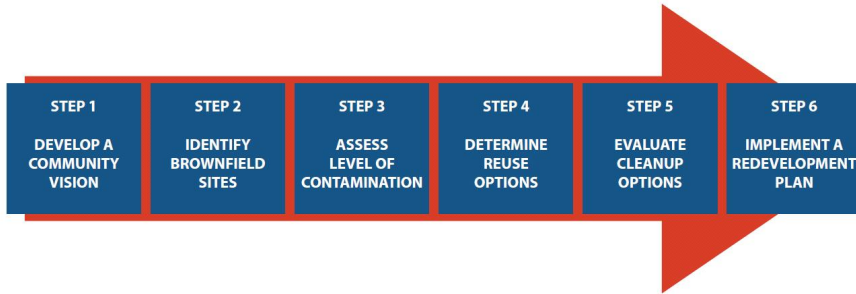 STEP 1
DEVELOP A
COMMUNITY
VISION
STEP 2
IDENTIFY
BROWNFIELD
SITES
STEP 3
ASSESS
LEVEL OF
CONTAMINATION
STEP 4
DETERMINE
REUSE
OPTIONS
STEP 5
EVALUATE
CLEANUP
OPTIONS
STEP 6
IMPLEMENT A
REDEVELOPMENT
PLAN